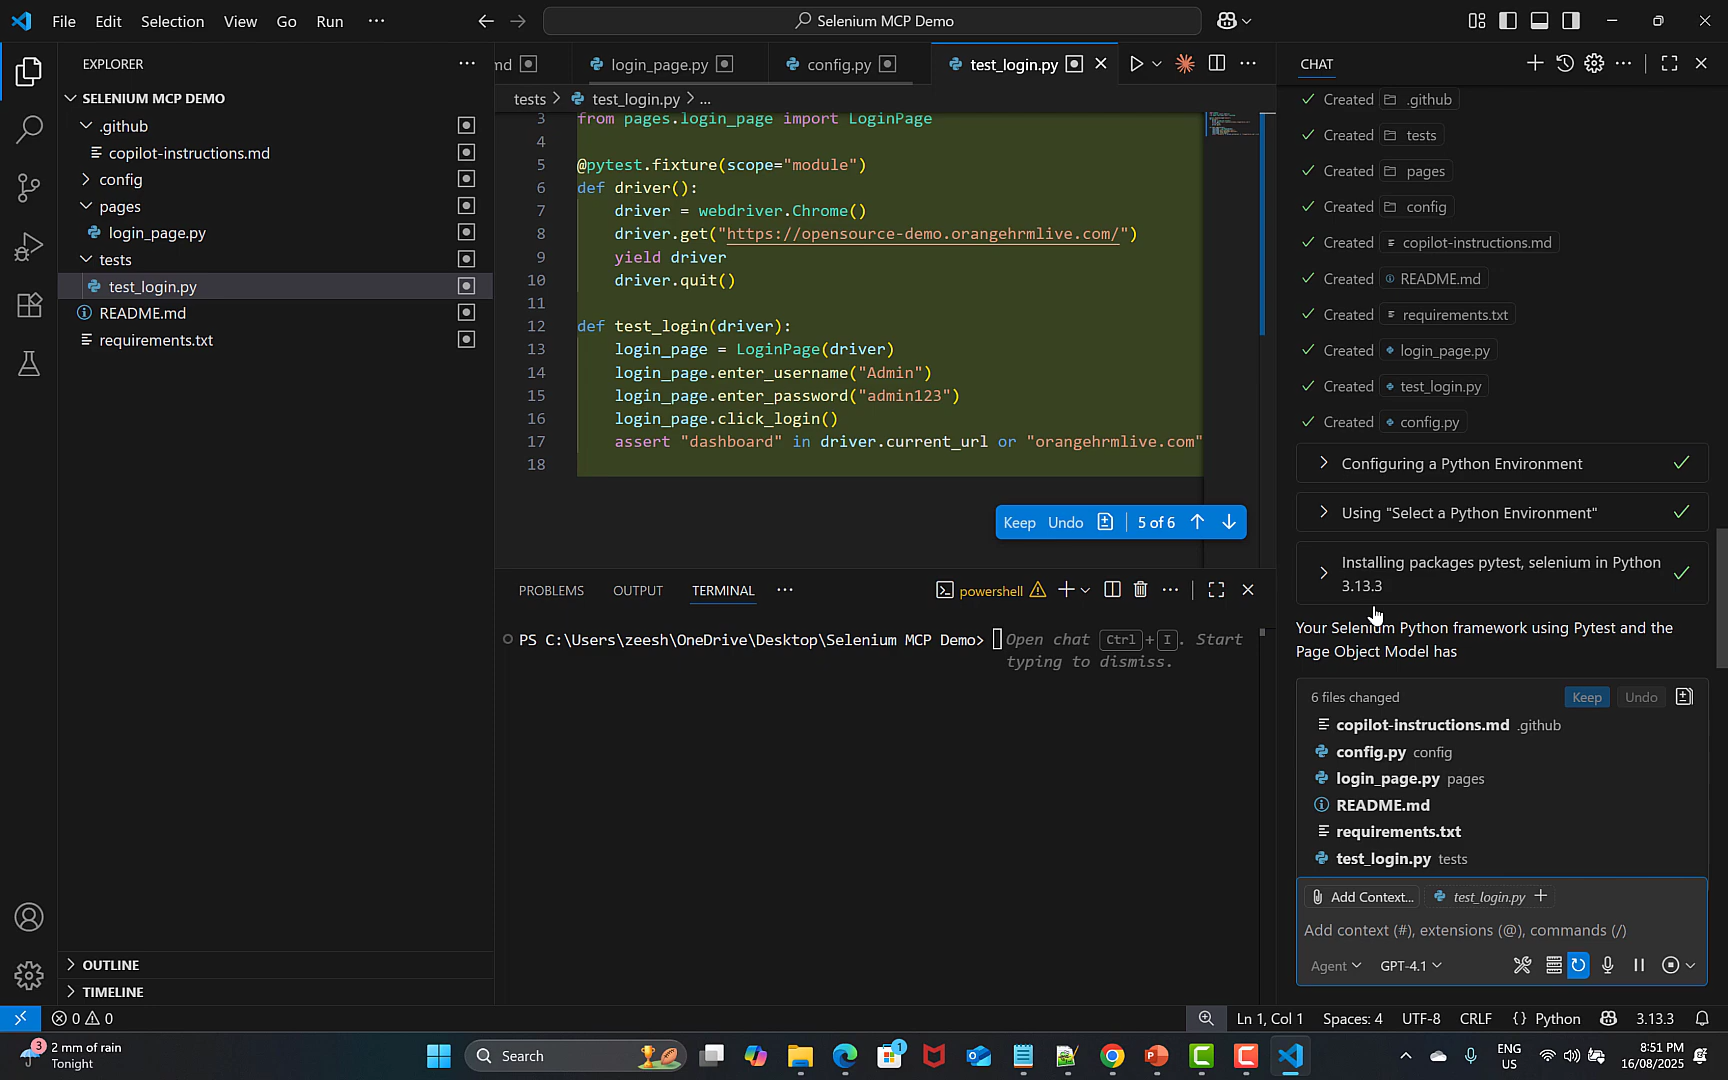 File Edit Selection View Go Run ···
Selenium MCP Demo
EXPLORER
SELENIUM MCP DEMO
.github
copilot-instructions.md
config
pages
login_page.py
tests
test_login.py
README.md
requirements.txt
OUTLINE
TIMELINE
nd login_page.py config.py test_login.py
tests > test_login.py > ...
3 from pages.login_page import LoginPage
4
5 @pytest.fixture(scope="module")
6 def driver():
7 driver = webdriver.Chrome()
8 driver.get("https://opensource-demo.orangehrmlive.com/")
9 yield driver
10 driver.quit()
11
12 def test_login(driver):
13 login_page = LoginPage(driver)
14 login_page.enter_username("Admin")
15 login_page.enter_password("admin123")
16 login_page.click_login()
17 assert "dashboard" in driver.current_url or "orangehrmlive.com"
18
Keep Undo 5 of 6
PROBLEMS OUTPUT TERMINAL ··· powershell
PS C:\Users\zeesh\OneDrive\Desktop\Selenium MCP Demo> Open chat Ctrl + I . Start
typing to dismiss.
CHAT
Created .github
Created tests
Created pages
Created config
Created copilot-instructions.md
Created README.md
Created requirements.txt
Created login_page.py
Created test_login.py
Created config.py
Configuring a Python Environment
Using "Select a Python Environment"
Installing packages pytest, selenium in Python
3.13.3
Your Selenium Python framework using Pytest and the
Page Object Model has
6 files changed Keep Undo
copilot-instructions.md .github
config.py config
login_page.py pages
README.md
requirements.txt
test_login.py tests
Add Context... test_login.py +
Add context (#), extensions (@), commands (/)
Agent GPT-4.1
0 0
Ln 1, Col 1 Spaces: 4 UTF-8 CRLF {} Python 3.13.3
3
2 mm of rain
Tonight
Search
1
ENG
US
8:51 PM
16/08/2025